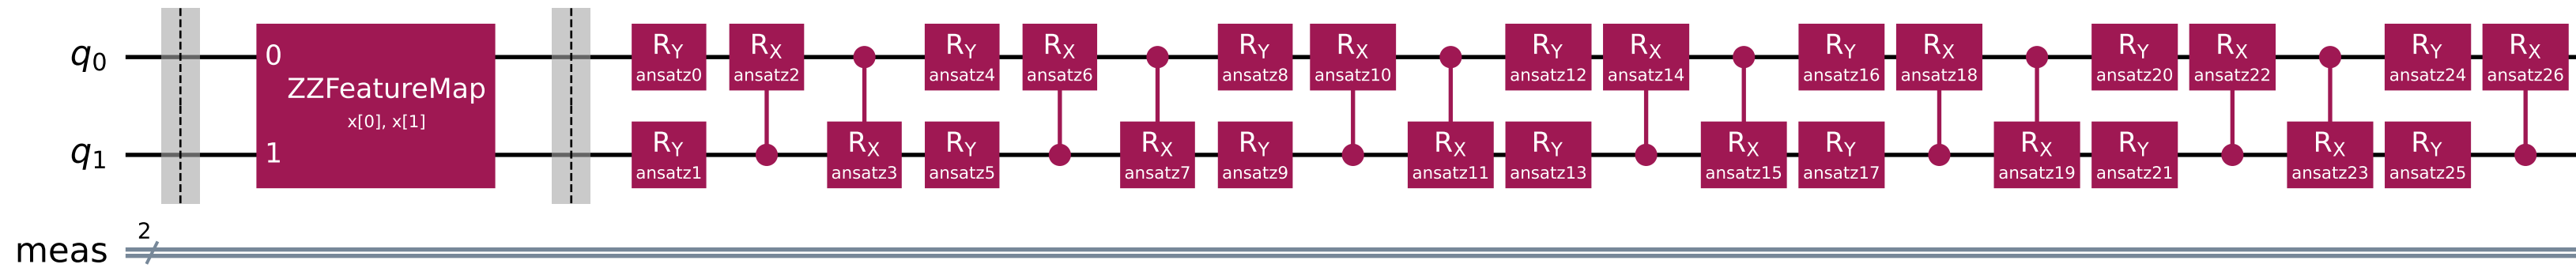 q0 0 RY RX RY RX RY RX RY RX RY RX RY RX RY RX
ansatz0 ansatz2 ansatz4 ansatz6 ansatz8 ansatz10 ansatz12 ansatz14 ansatz16 ansatz18 ansatz20 ansatz22 ansatz24 ansatz26
ZZFeatureMap
x[0], x[1]
q1 1 RY RX RY RX RY RX RY RX RY RX RY RX RY
ansatz1 ansatz3 ansatz5 ansatz7 ansatz9 ansatz11 ansatz13 ansatz15 ansatz17 ansatz19 ansatz21 ansatz23 ansatz25
2
meas